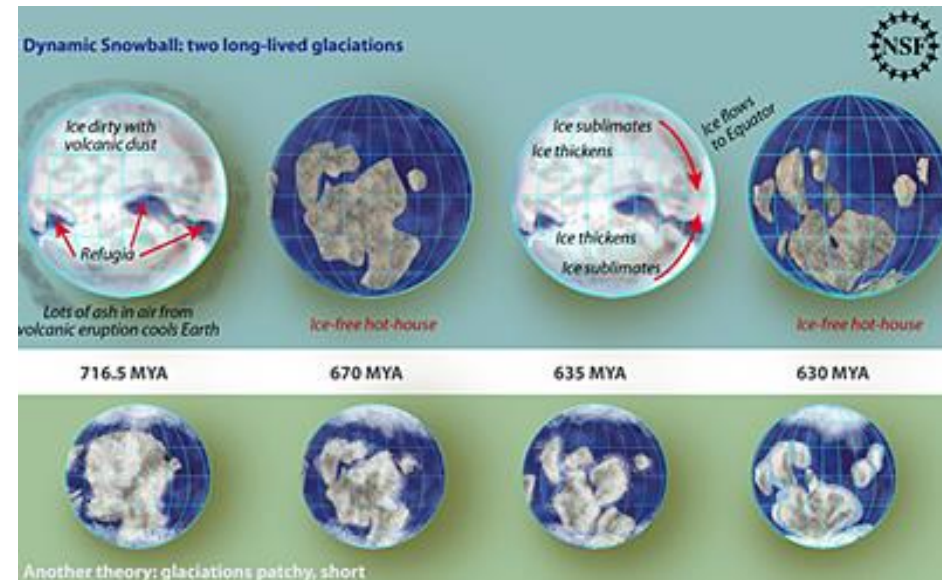 Dynamic Snowball: two long-lived glaciations
NSF
Ice dirty with
volcanic dust
Refugia
Lots of ash in air from
volcanic eruption cools Earth
Ice-free hot-house
Ice sublimates
Ice thickens
Ice flows
to Equator
Ice thickens
Ice sublimates
Ice-free hot-house
716.5 MYA
670 MYA
635 MYA
630 MYA
Another theory: glaciations patchy, short